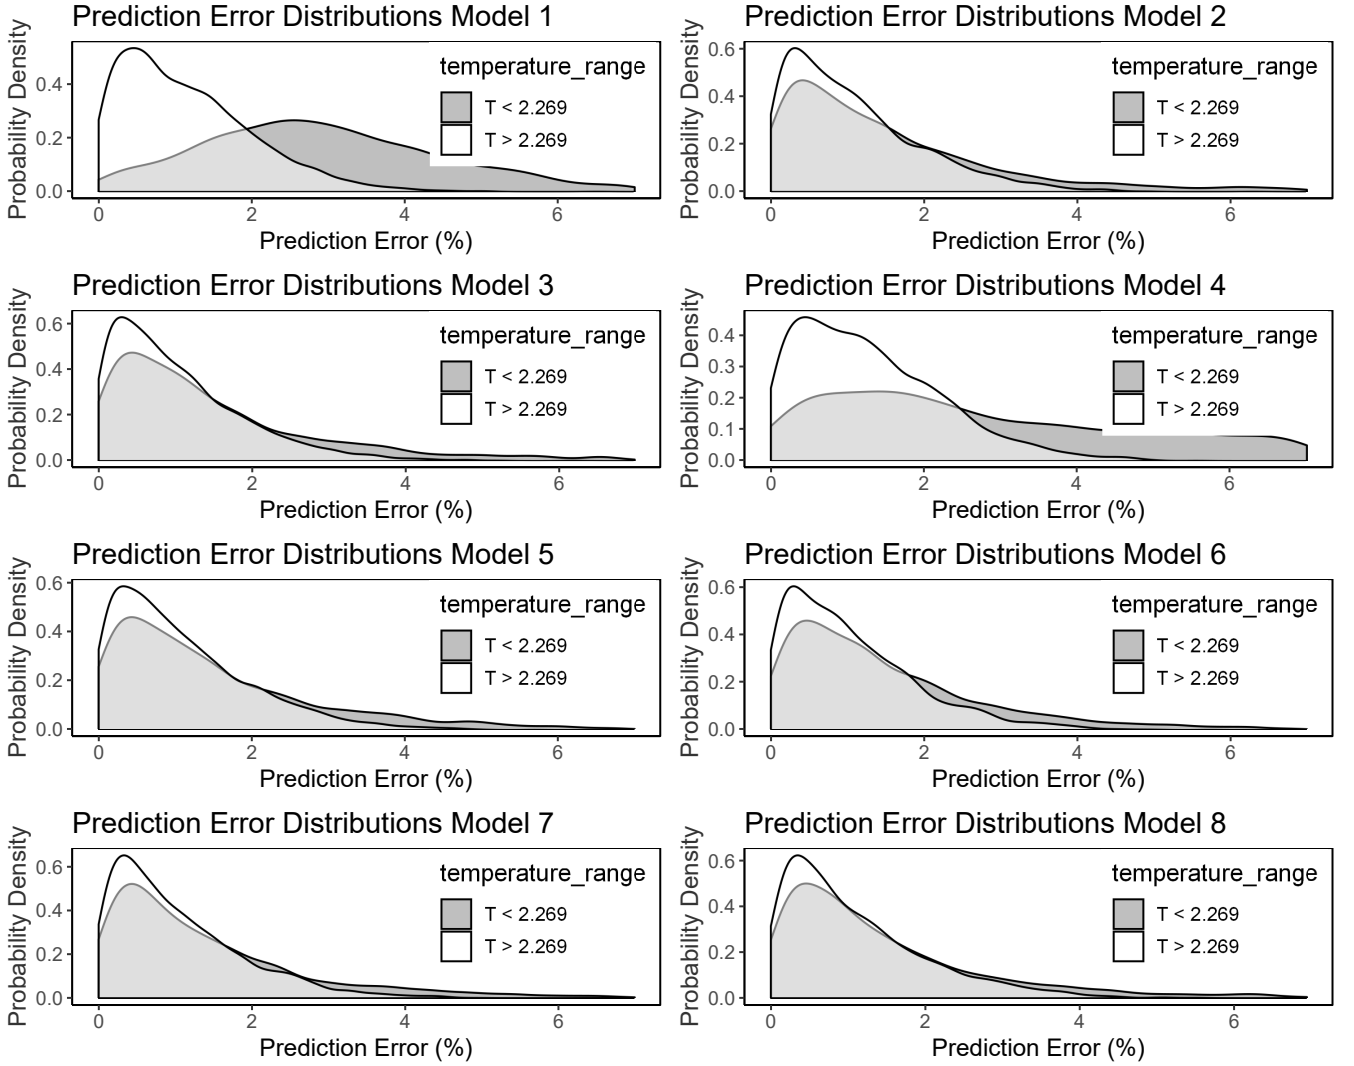 Prediction Error Distributions Model 1
Probability Density
0.4
0.2
0.0
temperature_range
T < 2.269
T > 2.269
0 2 4 6
Prediction Error (%)
Prediction Error Distributions Model 2
Probability Density
0.6
0.4
0.2
0.0
temperature_range
T < 2.269
T > 2.269
0 2 4 6
Prediction Error (%)
Prediction Error Distributions Model 3
Probability Density
0.6
0.4
0.2
0.0
temperature_range
T < 2.269
T > 2.269
0 2 4 6
Prediction Error (%)
Prediction Error Distributions Model 4
Probability Density
0.4
0.3
0.2
0.1
0.0
temperature_range
T < 2.269
T > 2.269
0 2 4 6
Prediction Error (%)
Prediction Error Distributions Model 5
Probability Density
0.6
0.4
0.2
0.0
temperature_range
T < 2.269
T > 2.269
0 2 4 6
Prediction Error (%)
Prediction Error Distributions Model 6
Probability Density
0.6
0.4
0.2
0.0
temperature_range
T < 2.269
T > 2.269
0 2 4 6
Prediction Error (%)
Prediction Error Distributions Model 7
Probability Density
0.6
0.4
0.2
0.0
temperature_range
T < 2.269
T > 2.269
0 2 4 6
Prediction Error (%)
Prediction Error Distributions Model 8
Probability Density
0.6
0.4
0.2
0.0
temperature_range
T < 2.269
T > 2.269
0 2 4 6
Prediction Error (%)